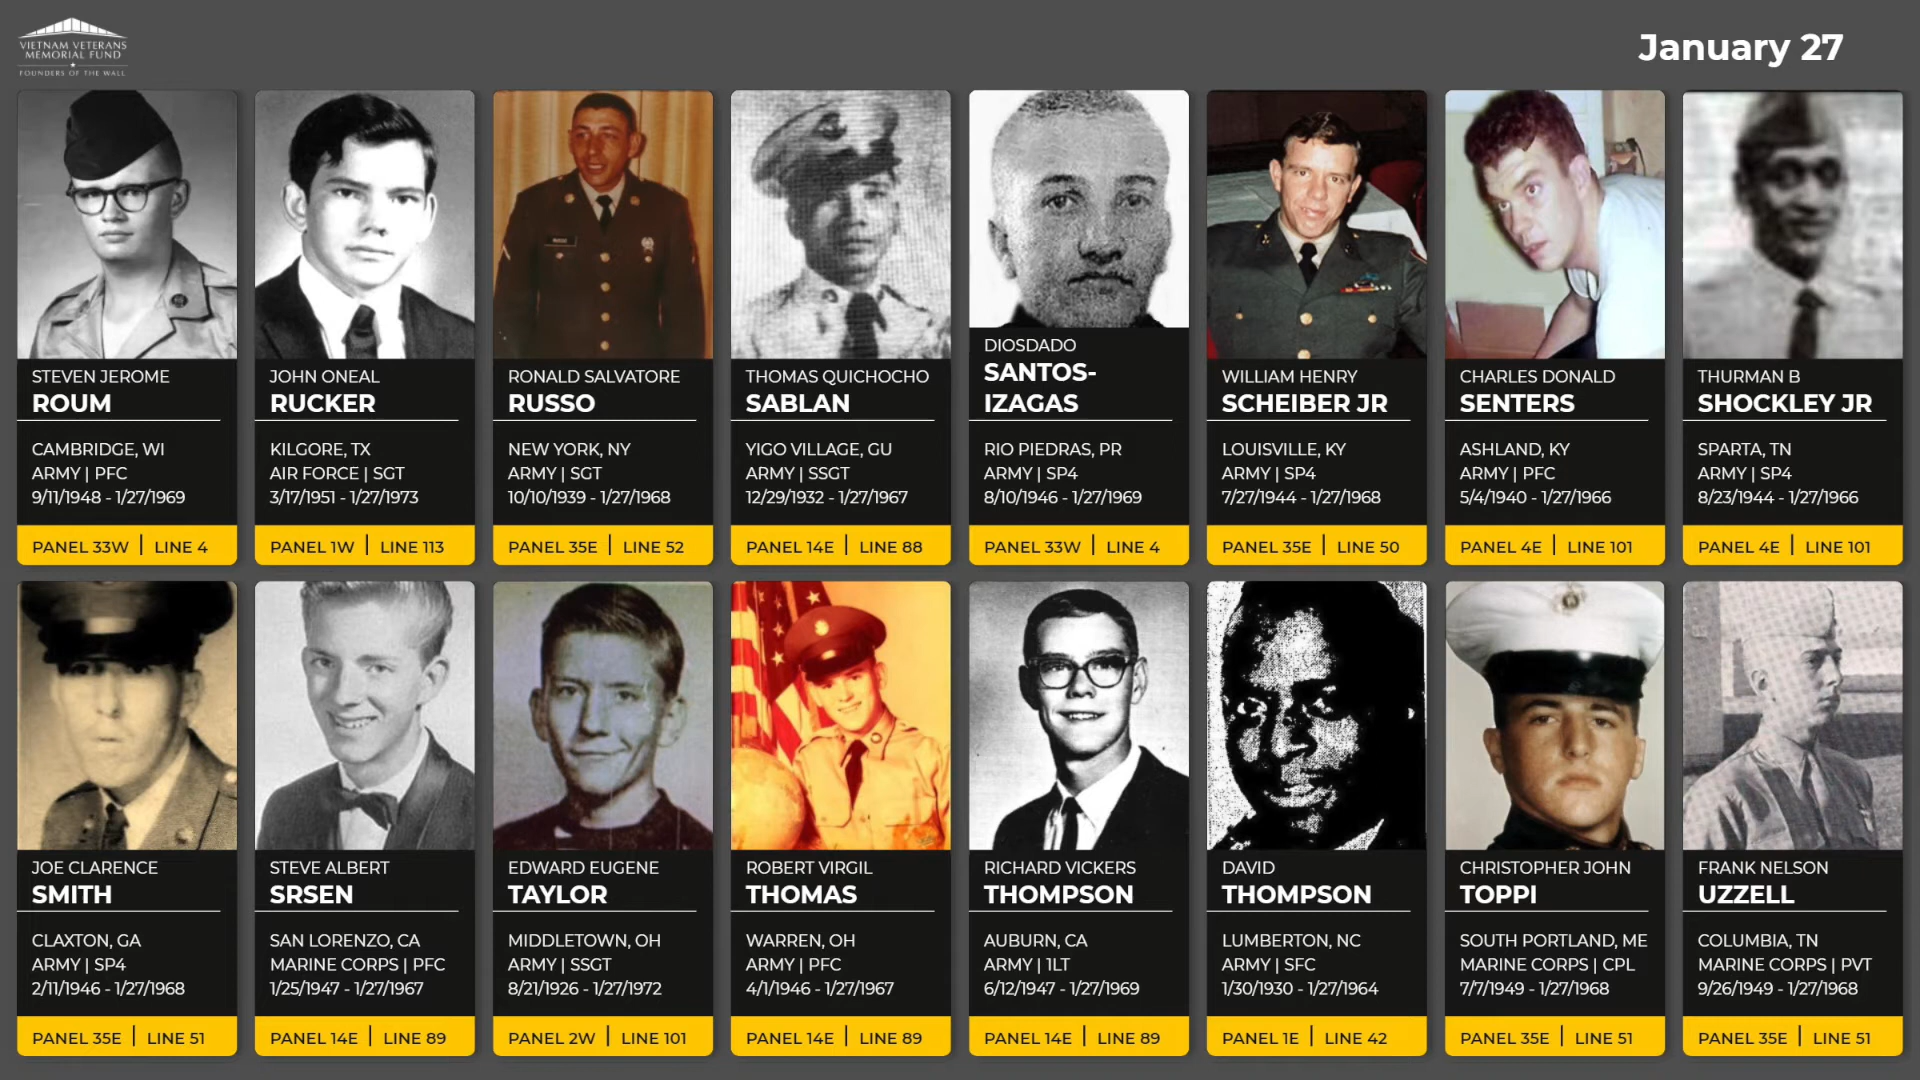 VIETNAM VETERANS
MEMORIAL FUND
FOUNDERS OF THE WALL
January 27
STEVEN JEROME
ROUM
CAMBRIDGE, WI
ARMY | PFC
9/11/1948 - 1/27/1969
PANEL 33W | LINE 4
JOHN ONEAL
RUCKER
KILGORE, TX
AIR FORCE | SGT
3/17/1951 - 1/27/1973
PANEL 1W | LINE 113
RONALD SALVATORE
RUSSO
NEW YORK, NY
ARMY | SGT
10/10/1939 - 1/27/1968
PANEL 35E | LINE 52
THOMAS QUICHOCHO
SABLAN
YIGO VILLAGE, GU
ARMY | SSGT
12/29/1932 - 1/27/1967
PANEL 14E | LINE 88
DIOSDADO
SANTOS-
IZAGAS
RIO PIEDRAS, PR
ARMY | SP4
8/10/1946 - 1/27/1969
PANEL 33W | LINE 4
WILLIAM HENRY
SCHEIBER JR
LOUISVILLE, KY
ARMY | SP4
7/27/1944 - 1/27/1968
PANEL 35E | LINE 50
CHARLES DONALD
SENTERS
ASHLAND, KY
ARMY | PFC
5/4/1940 - 1/27/1966
PANEL 4E | LINE 101
THURMAN B
SHOCKLEY JR
SPARTA, TN
ARMY | SP4
8/23/1944 - 1/27/1966
PANEL 4E | LINE 101
JOE CLARENCE
SMITH
CLAXTON, GA
ARMY | SP4
2/11/1946 - 1/27/1968
PANEL 35E | LINE 51
STEVE ALBERT
SRSEN
SAN LORENZO, CA
MARINE CORPS | PFC
1/25/1947 - 1/27/1967
PANEL 14E | LINE 89
EDWARD EUGENE
TAYLOR
MIDDLETOWN, OH
ARMY | SSGT
8/21/1926 - 1/27/1972
PANEL 2W | LINE 101
ROBERT VIRGIL
THOMAS
WARREN, OH
ARMY | PFC
4/1/1946 - 1/27/1967
PANEL 14E | LINE 89
RICHARD VICKERS
THOMPSON
AUBURN, CA
ARMY | 1LT
6/12/1947 - 1/27/1969
PANEL 14E | LINE 89
DAVID
THOMPSON
LUMBERTON, NC
ARMY | SFC
1/30/1930 - 1/27/1964
PANEL 1E | LINE 42
CHRISTOPHER JOHN
TOPPI
SOUTH PORTLAND, ME
MARINE CORPS | CPL
7/7/1949 - 1/27/1968
PANEL 35E | LINE 51
FRANK NELSON
UZZELL
COLUMBIA, TN
MARINE CORPS | PVT
9/26/1949 - 1/27/1968
PANEL 35E | LINE 51